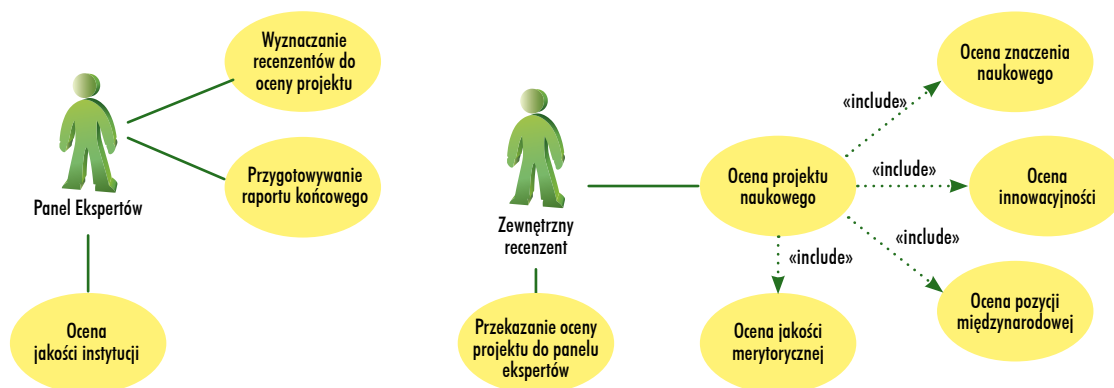 Wyznaczanie
recenzentów do
oceny projektu
Przygotowywanie
raportu końcowego
Panel Ekspertów
Ocena
jakości instytucji
Zewnętrzny
recenzent
Przekazanie oceny
projektu do panelu
ekspertów
Ocena projektu
naukowego
«include»
Ocena znaczenia
naukowego
«include»
Ocena
innowacyjności
«include»
Ocena pozycji
międzynarodowej
«include»
Ocena jakości
merytorycznej